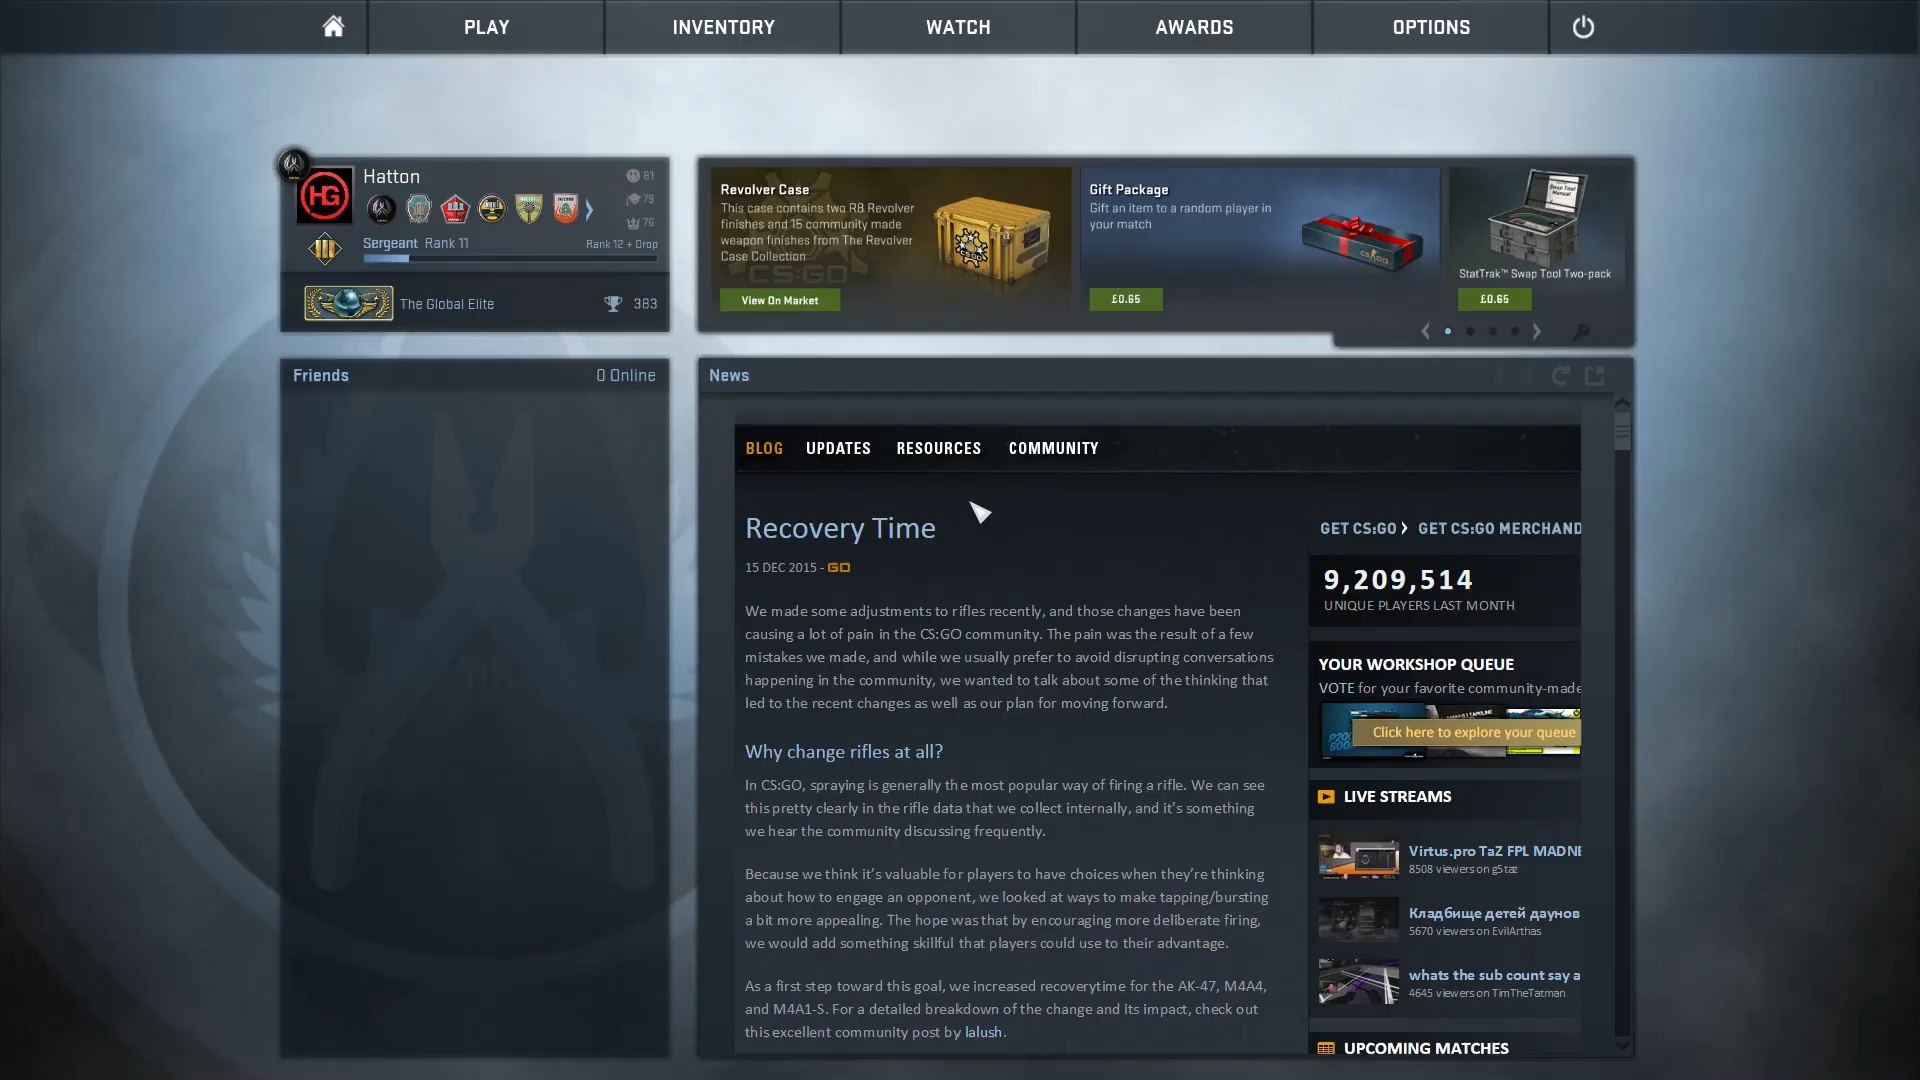 PLAY
INVENTORY
WATCH
AWARDS
OPTIONS
HG
Hatton
81
79
76
Sergeant Rank 11
Rank 12 + Drop
The Global Elite
383
Revolver Case
This case contains two R8 Revolver
finishes and 15 community made
weapon finishes from The Revolver
Case Collection
CS:GO
View On Market
Gift Package
Gift an item to a random player in
your match
CS:GO
£0.65
Swap Tool
Manual
StatTrak™ Swap Tool Two-pack
£0.65
Friends
0 Online
News
BLOG
UPDATES
RESOURCES
COMMUNITY
Recovery Time
15 DEC 2015 - GO
We made some adjustments to rifles recently, and those changes have been
causing a lot of pain in the CS:GO community. The pain was the result of a few
mistakes we made, and while we usually prefer to avoid disrupting conversations
happening in the community, we wanted to talk about some of the thinking that
led to the recent changes as well as our plan for moving forward.
Why change rifles at all?
In CS:GO, spraying is generally the most popular way of firing a rifle. We can see
this pretty clearly in the rifle data that we collect internally, and it's something
we hear the community discussing frequently.
Because we think it's valuable for players to have choices when they're thinking
about how to engage an opponent, we looked at ways to make tapping/bursting
a bit more appealing. The hope was that by encouraging more deliberate firing,
we would add something skillful that players could use to their advantage.
As a first step toward this goal, we increased recoverytime for the AK-47, M4A4,
and M4A1-S. For a detailed breakdown of the change and its impact, check out
this excellent community post by lalush.
GET CS:GO
GET CS:GO MERCHAND
9,209,514
UNIQUE PLAYERS LAST MONTH
YOUR WORKSHOP QUEUE
VOTE for your favorite community-made
Click here to explore your queue
LIVE STREAMS
Virtus.pro TaZ FPL MADNE
8508 viewers on g5taz
Кладбище детей даунов
5670 viewers on EvilArthas
whats the sub count say a
4645 viewers on TimTheTatman
UPCOMING MATCHES